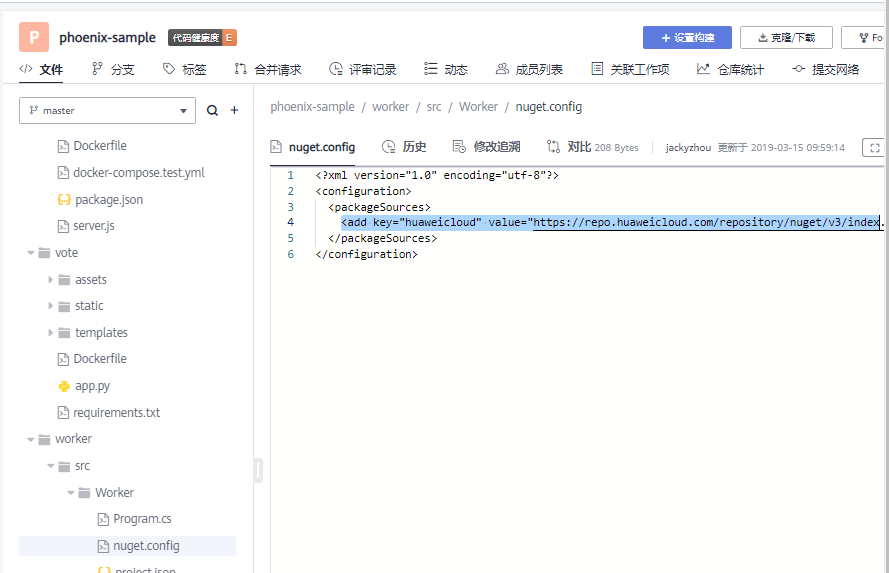 P phoenix-sample 代码健康度 E + 设置构建 克隆/下载 Fo
文件 分支 标签 合并请求 评审记录 动态 成员列表 关联工作项 仓库统计 提交网络
master
phoenix-sample / worker / src / Worker / nuget.config
nuget.config 历史 修改追溯 对比 208 Bytes jackyzhou 更新于 2019-03-15 09:59:14
Dockerfile
docker-compose.test.yml
package.json
server.js
vote
assets
static
templates
Dockerfile
app.py
requirements.txt
worker
src
Worker
Program.cs
nuget.config
project.json
1 <?xml version="1.0" encoding="utf-8"?>
2 <configuration>
3 <packageSources>
4 <add key="huaweicloud" value="https://repo.huaweicloud.com/repository/nuget/v3/index.
5 </packageSources>
6 </configuration>